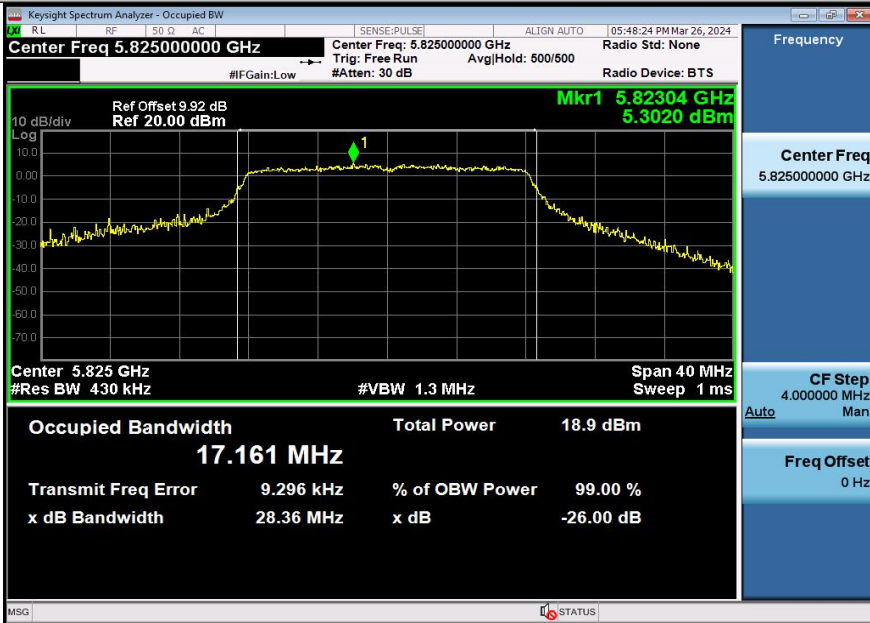 Keysight Spectrum Analyzer - Occupied BW
LXI RL RF 50 Ω AC SENSE:PULSE ALIGN AUTO 05:48:24 PM Mar 26, 2024
Center Freq 5.825000000 GHz
Center Freq: 5.825000000 GHz
Radio Std: None
Trig: Free Run
Avg|Hold: 500/500
#IFGain:Low
#Atten: 30 dB
Radio Device: BTS
Ref Offset 9.92 dB
Mkr1 5.82304 GHz
10 dB/div
Ref 20.00 dBm
5.3020 dBm
Log
1
10.0
0.00
-10.0
-20.0
-30.0
-40.0
-50.0
-60.0
-70.0
Center 5.825 GHz
Span 40 MHz
#Res BW 430 kHz
#VBW 1.3 MHz
Sweep 1 ms
Occupied Bandwidth
Total Power 18.9 dBm
17.161 MHz
Transmit Freq Error 9.296 kHz
% of OBW Power 99.00 %
x dB Bandwidth 28.36 MHz
x dB -26.00 dB
MSG
STATUS
Frequency
Center Freq
5.825000000 GHz
CF Step
4.000000 MHz
Auto Man
Freq Offset
0 Hz